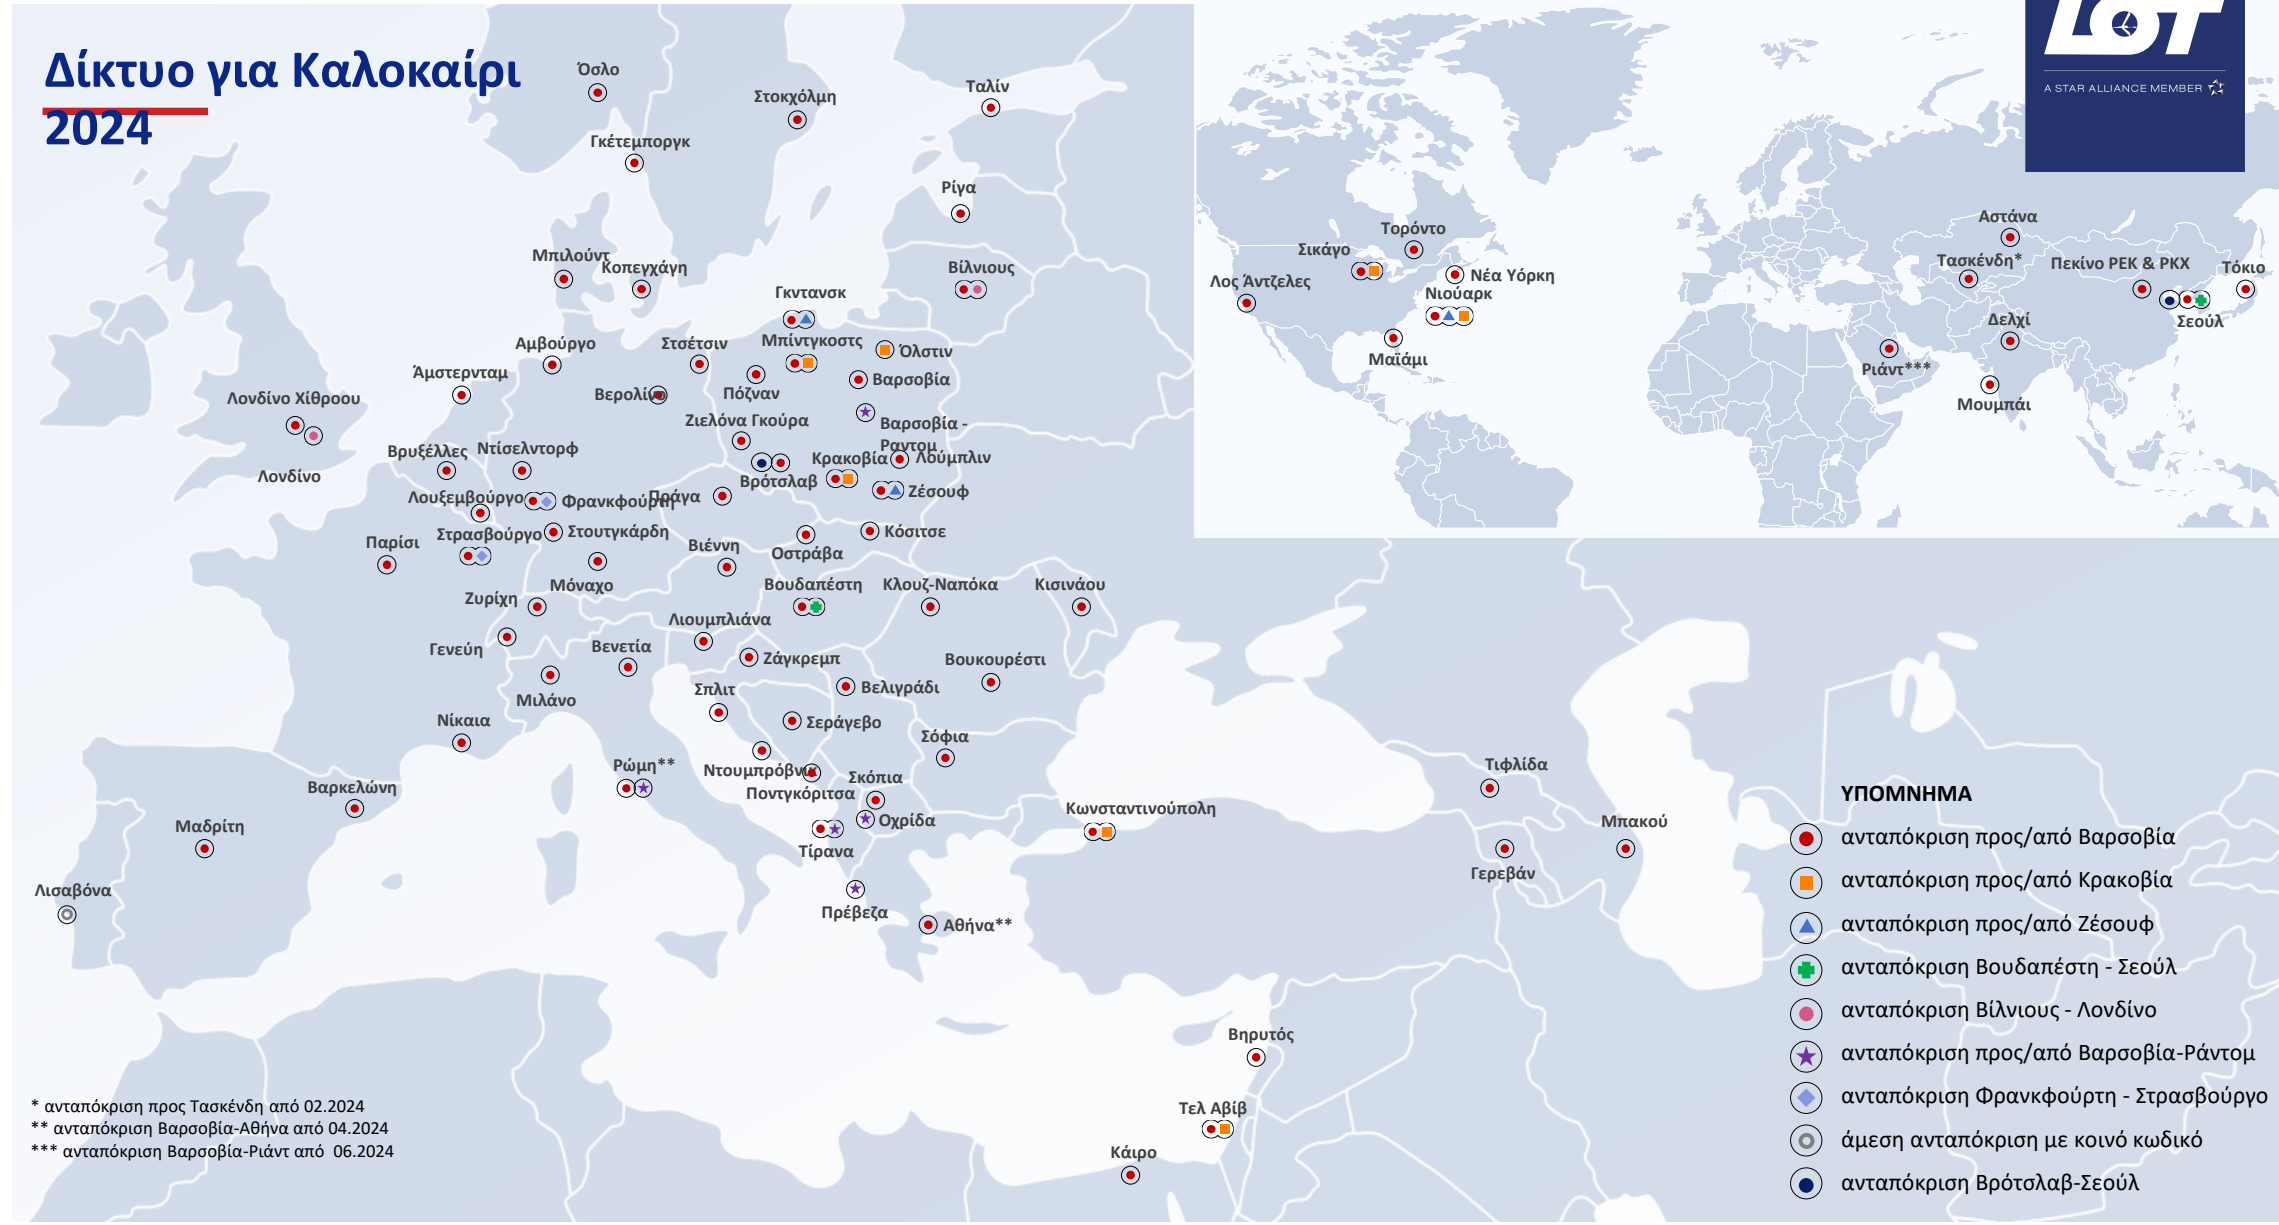 Δίκτυο για Καλοκαίρι
2024
LOT
A STAR ALLIANCE MEMBER
Όσλο
Στοκχόλμη
Ταλίν
Γκέτεμποργκ
Ρίγα
Μπιλούντ
Κοπεγχάγη
Βίλνιους
Γκντανσκ
Αμβούργο
Στσέτσιν
Μπίντγκοστς
Όλστιν
Άμστερνταμ
Βερολίνο
Πόζναν
Βαρσοβία
Λονδίνο Χίθροου
Ζιελόνα Γκούρα
Βαρσοβία -
Ραντομ
Βρυξέλλες
Ντίσελντορφ
Κρακοβία
Λούμπλιν
Λονδίνο
Βρότσλαβ
Λουξεμβούργο
Φρανκφούρτη
Πράγα
Ζέσουφ
Παρίσι
Στρασβούργο
Στουτγκάρδη
Βιέννη
Οστράβα
Κόσιτσε
Μόναχο
Βουδαπέστη
Κλουζ-Ναπόκα
Κισινάου
Ζυρίχη
Λιουμπλιάνα
Γενεύη
Βενετία
Ζάγκρεμπ
Βουκουρέστι
Μιλάνο
Σπλιτ
Βελιγράδι
Νίκαια
Σεράγεβο
Σόφια
Ρώμη**
Ντουμπρόβνικ
Σκόπια
Βαρκελώνη
Ποντγκόριτσα
Κωνσταντινούπολη
Μαδρίτη
Οχρίδα
Τίρανα
Λισαβόνα
Πρέβεζα
Αθήνα**
Τιφλίδα
Μπακού
Γερεβάν
Βηρυτός
Τελ Αβίβ
Κάιρο
Τορόντο
Σικάγο
Λος Άντζελες
Νέα Υόρκη
Νιούαρκ
Μαϊάμι
Αστάνα
Τασκένδη*
Πεκίνο PEK & PKX
Τόκιο
Σεούλ
Δελχί
Ριάντ***
Μουμπάι
ΥΠΟΜΝΗΜΑ
ανταπόκριση προς/από Βαρσοβία
ανταπόκριση προς/από Κρακοβία
ανταπόκριση προς/από Ζέσουφ
ανταπόκριση Βουδαπέστη - Σεούλ
ανταπόκριση Βίλνιους - Λονδίνο
ανταπόκριση προς/από Βαρσοβία-Ράντομ
ανταπόκριση Φρανκφούρτη - Στρασβούργο
άμεση ανταπόκριση με κοινό κωδικό
ανταπόκριση Βρότσλαβ-Σεούλ
* ανταπόκριση προς Τασκένδη από 02.2024
** ανταπόκριση Βαρσοβία-Αθήνα από 04.2024
*** ανταπόκριση Βαρσοβία-Ριάντ από 06.2024